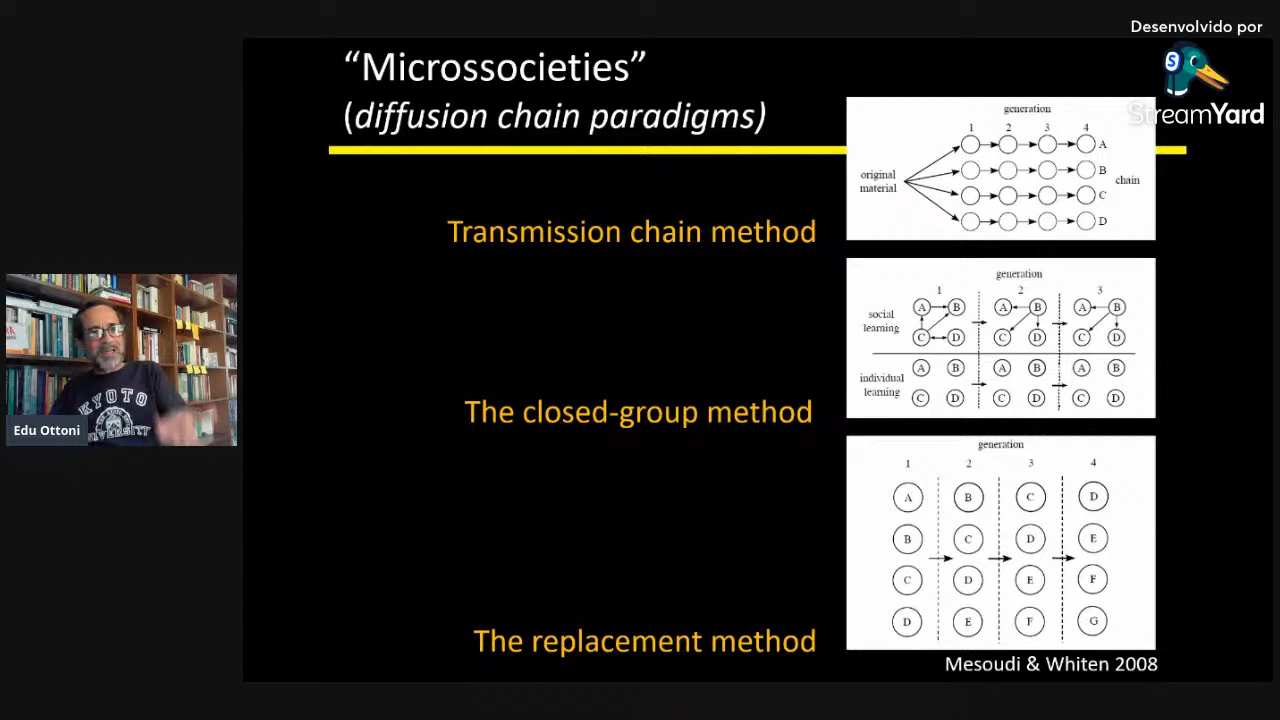 Desenvolvido por
StreamYard
“Microssocieties”
(diffusion chain paradigms)
generation
1 2 3 4
A
B
original
material
chain
C
D
Transmission chain method
generation
1 2 3
social
learning
A B A B A B
C D C D C D
individual
learning
A B A B A B
C D C D C D
The closed-group method
KYOTO
UNIVERSITY
Edu Ottoni
generation
1 2 3 4
A B C D
B C D E
C D E F
D E F G
The replacement method
Mesoudi & Whiten 2008